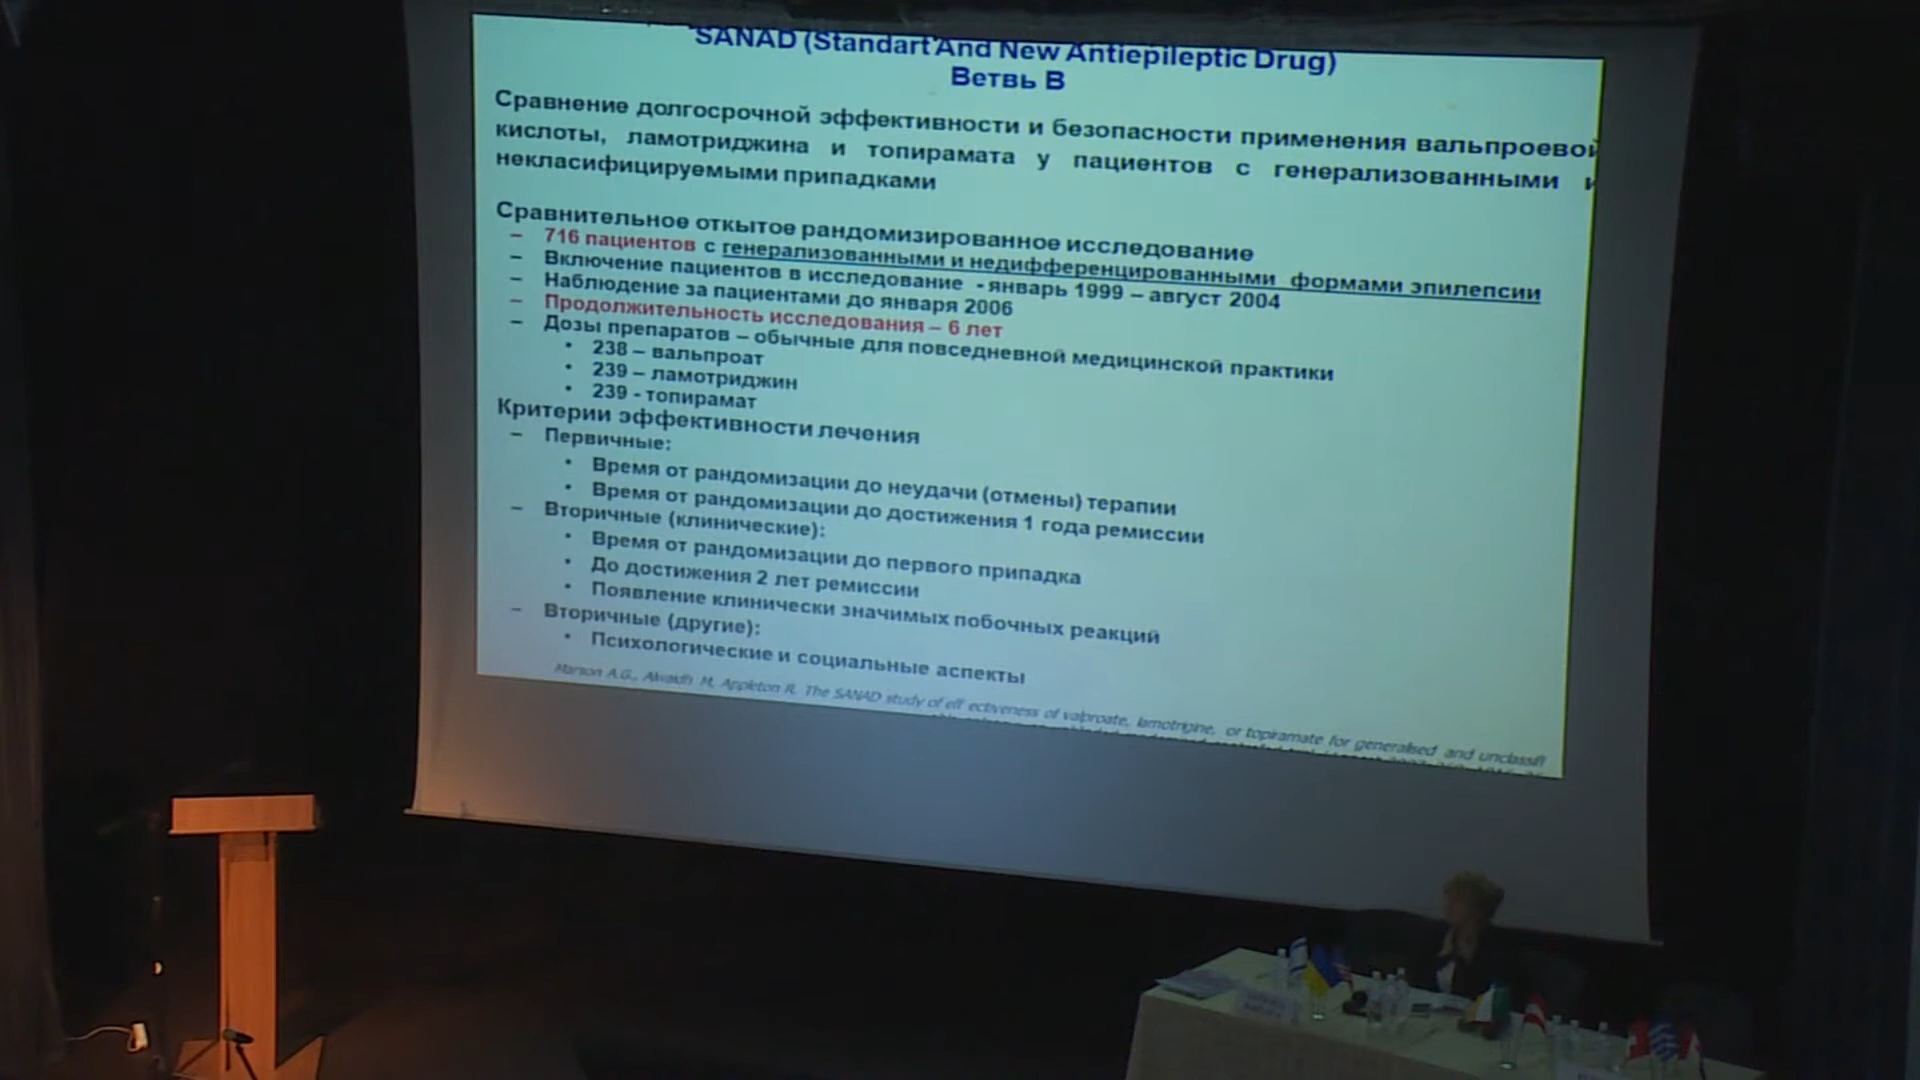 SANAD (Standart And New Antiepileptic Drug)
Ветвь В
Сравнение долгосрочной эффективности и безопасности применения вальпроевой
кислоты, ламотриджина и топирамата у пациентов с генерализованными и
некласифицируемыми припадками
Сравнительное открытое рандомизированное исследование
– 716 пациентов с генерализованными и недифференцированными формами эпилепсии
– Включение пациентов в исследование - январь 1999 – август 2004
– Наблюдение за пациентами до января 2006
– Продолжительность исследования – 6 лет
– Дозы препаратов – обычные для повседневной медицинской практики
• 238 – вальпроат
• 239 – ламотриджин
• 239 - топирамат
Критерии эффективности лечения
– Первичные:
• Время от рандомизации до неудачи (отмены) терапии
• Время от рандомизации до достижения 1 года ремиссии
– Вторичные (клинические):
• Время от рандомизации до первого припадка
• До достижения 2 лет ремиссии
• Появление клинически значимых побочных реакций
– Вторичные (другие):
• Психологические и социальные аспекты
Marson A.G., Alwaidh M, Appleton R. The SANAD study of eff ectiveness of valproate, lamotrigine, or topiramate for generalised and unclassifi